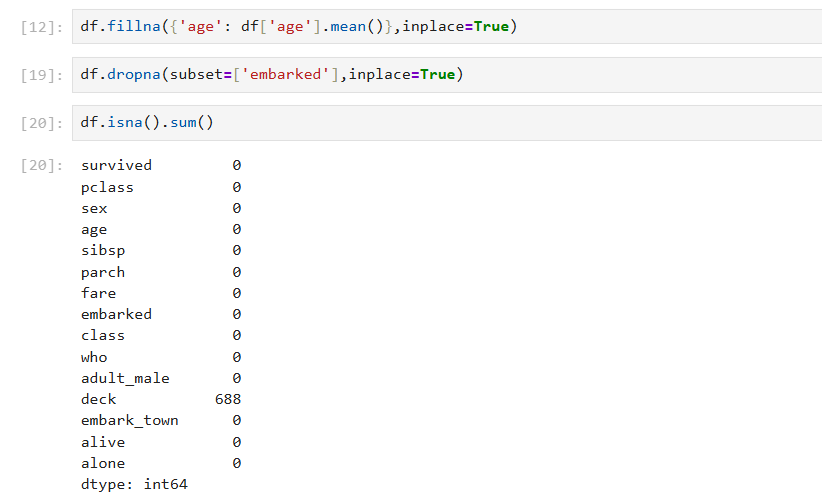 [12]: df.fillna({'age': df['age'].mean()},inplace=True)
[19]: df.dropna(subset=['embarked'],inplace=True)
[20]: df.isna().sum()
[20]: survived 0
pclass 0
sex 0
age 0
sibsp 0
parch 0
fare 0
embarked 0
class 0
who 0
adult_male 0
deck 688
embark_town 0
alive 0
alone 0
dtype: int64